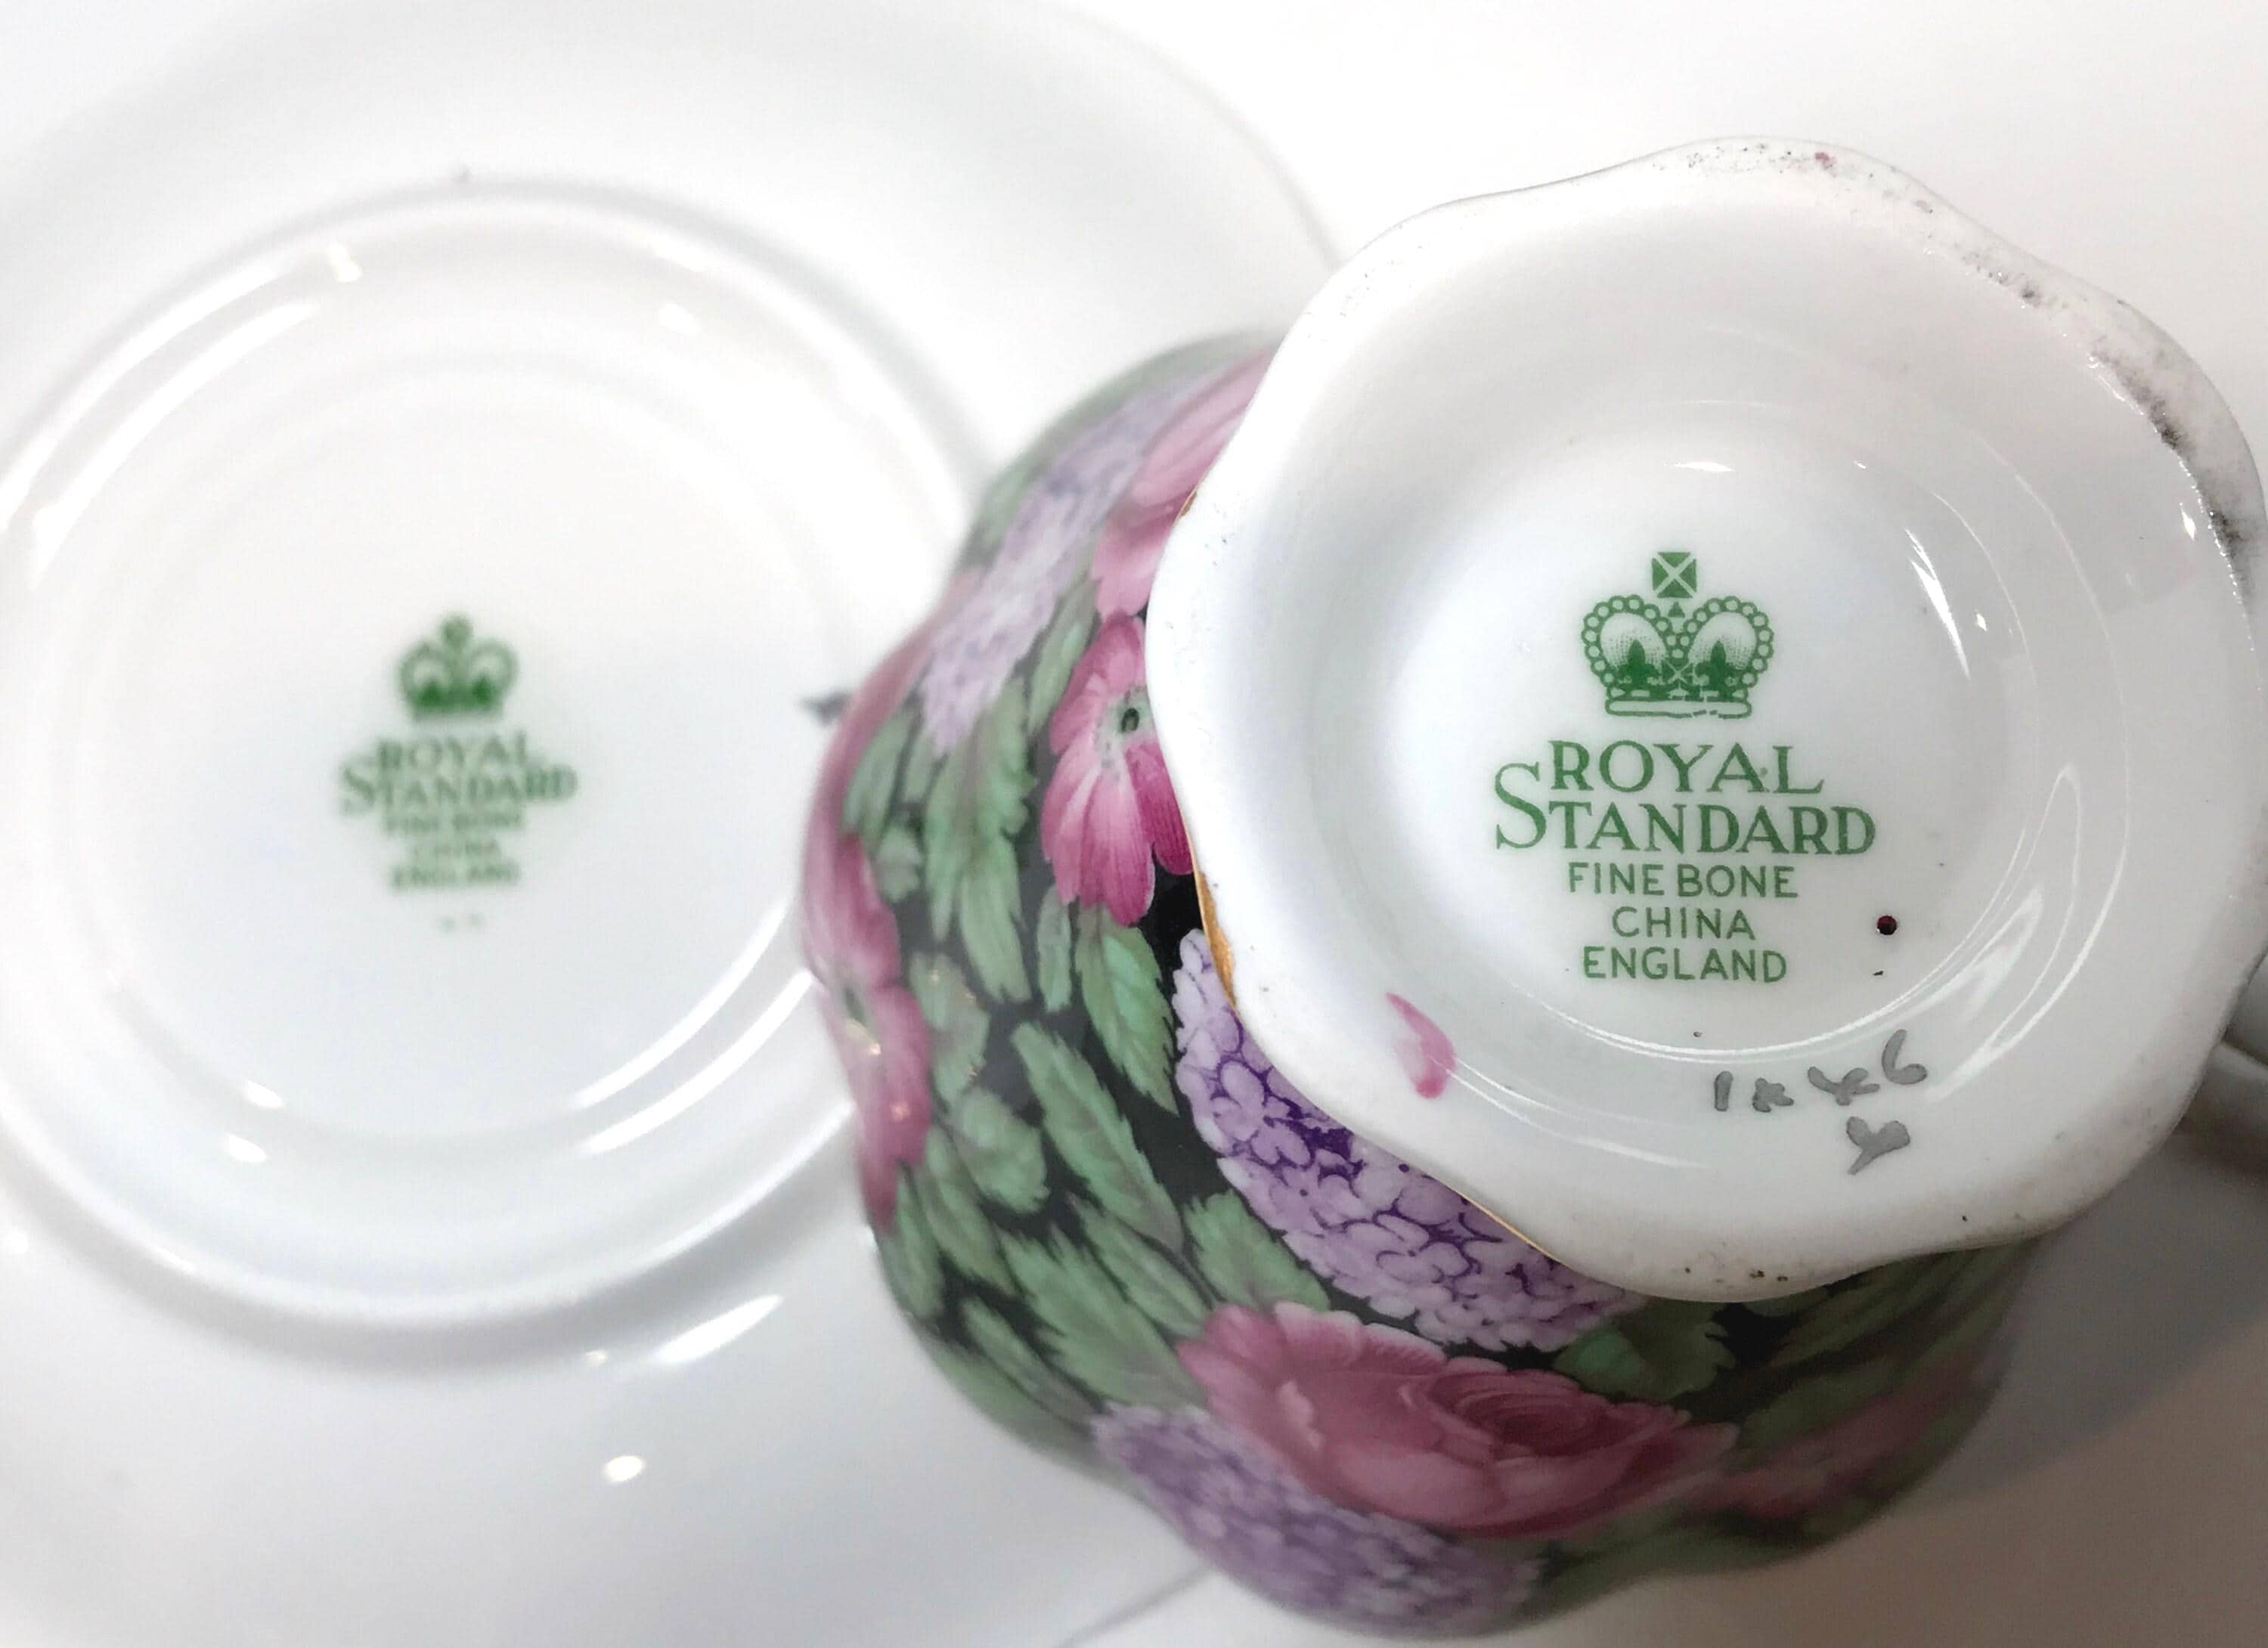 ROYAL
STANDARD
FINE BONE
CHINA
ENGLAND
ROYAL
STANDARD
FINE BONE
CHINA
ENGLAND